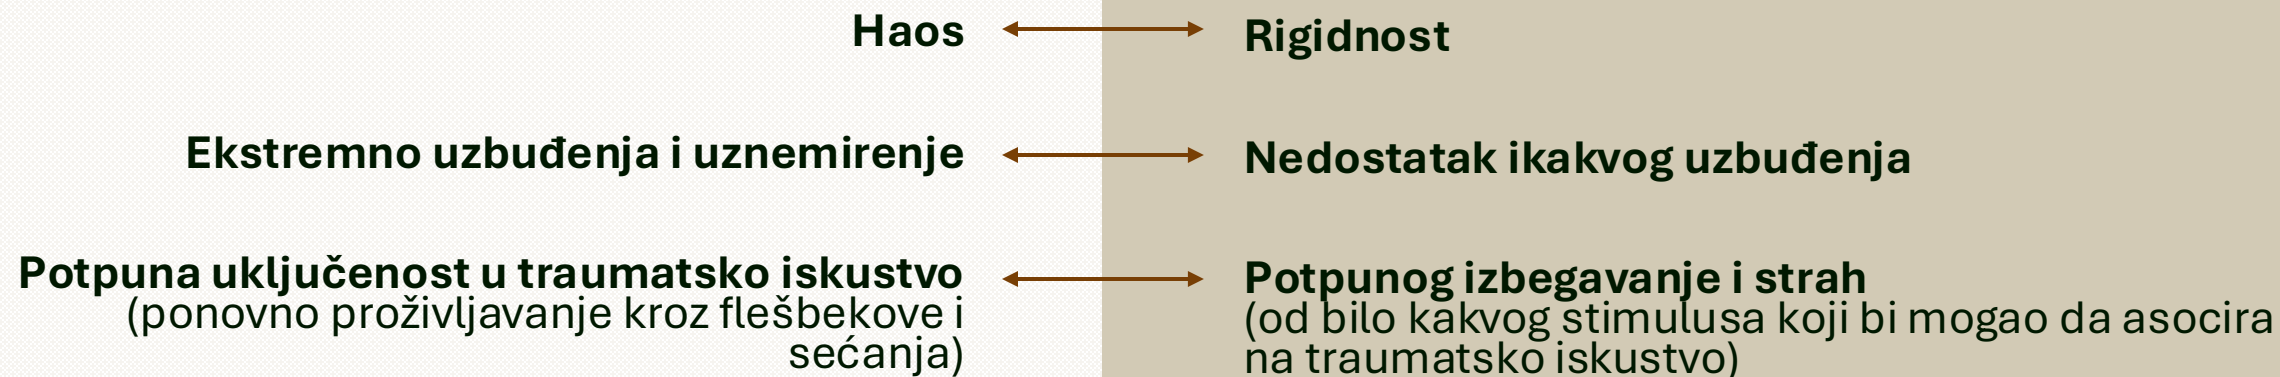 Haos
Rigidnost
Ekstremno uzbuđenja i uznemirenje
Nedostatak ikakvog uzbuđenja
Potpuna uključenost u traumatsko iskustvo
(ponovno proživljavanje kroz flešbekove i
sećanja)
Potpunog izbegavanje i strah
(od bilo kakvog stimulusa koji bi mogao da asocira
na traumatsko iskustvo)